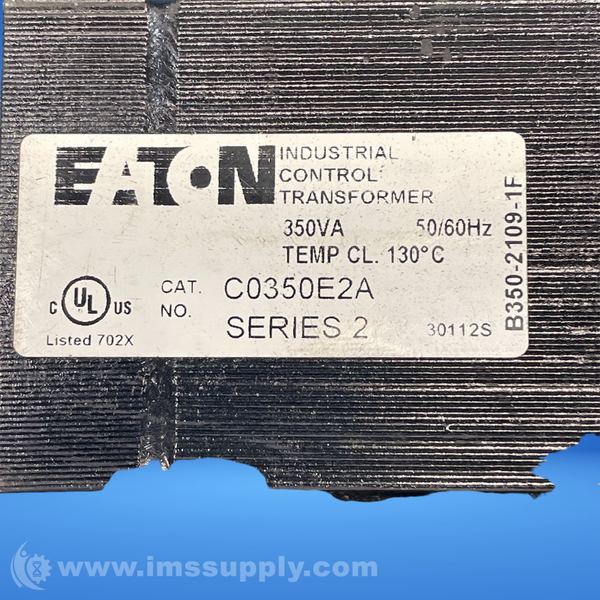 EATON
INDUSTRIAL
CONTROL
TRANSFORMER
350VA 50/60Hz
TEMP CL. 130°C
C UL US
Listed 702X
CAT. NO. C0350E2A
SERIES 2
30112S
B350-2109-1F
www.imssupply.com